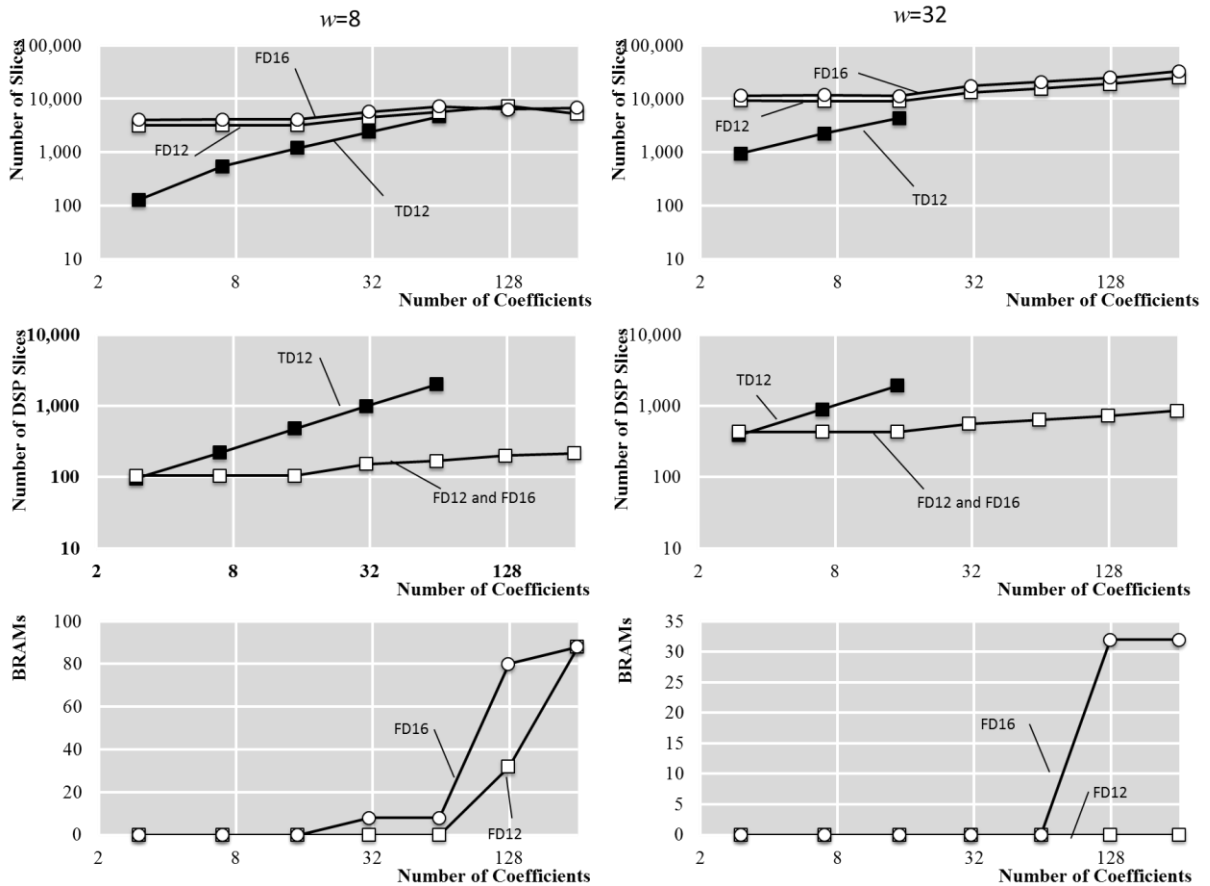 w=8
Number of Slices
100,000
10,000
1,000
100
10
FD16
FD12
TD12
2
8
32
128
Number of Coefficients
w=32
Number of Slices
100,000
10,000
1,000
100
10
FD16
FD12
TD12
2
8
32
128
Number of Coefficients
Number of DSP Slices
10,000
1,000
100
10
TD12
FD12 and FD16
2
8
32
128
Number of Coefficients
Number of DSP Slices
10,000
1,000
100
10
TD12
FD12 and FD16
2
8
32
128
Number of Coefficients
BRAMs
100
80
60
40
20
0
FD16
FD12
2
8
32
128
Number of Coefficients
BRAMs
35
30
25
20
15
10
5
0
FD16
FD12
2
8
32
128
Number of Coefficients